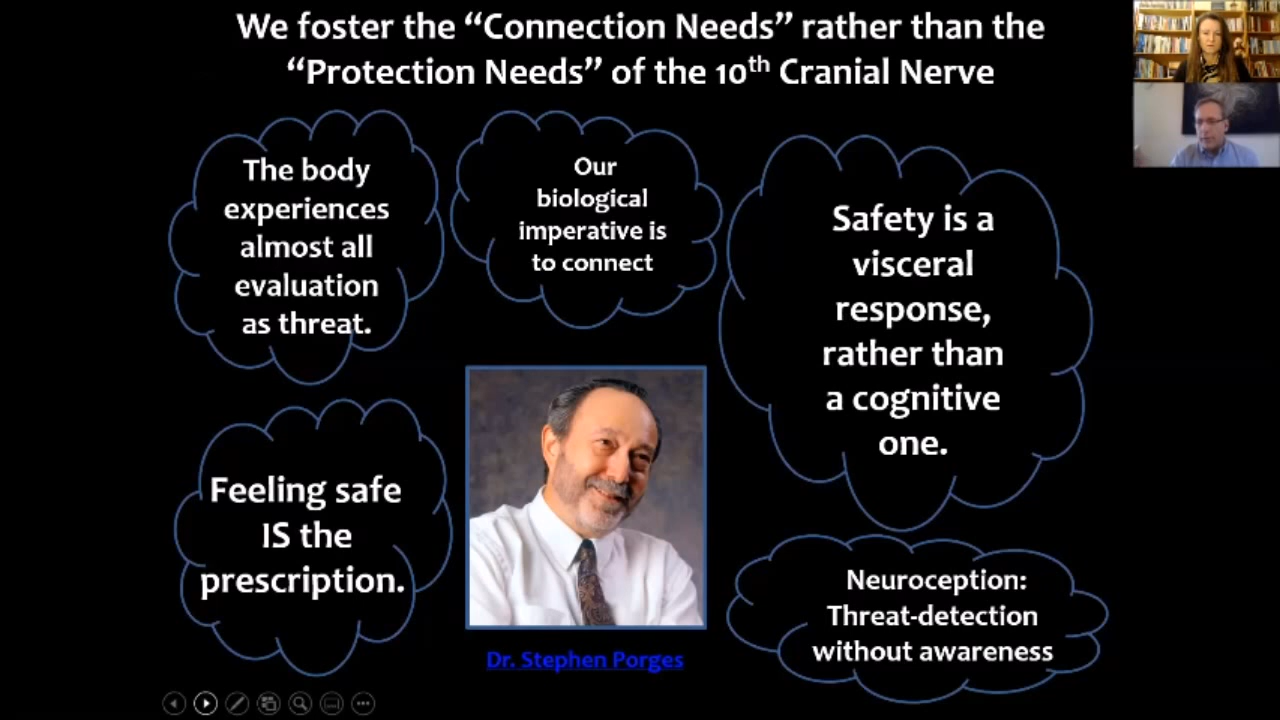 We foster the “Connection Needs” rather than the
“Protection Needs” of the 10th Cranial Nerve
The body
experiences
almost all
evaluation
as threat.
Our
biological
imperative is
to connect
Safety is a
visceral
response,
rather than
a cognitive
one.
Feeling safe
IS the
prescription.
Neuroception:
Threat-detection
without awareness
Dr. Stephen Porges